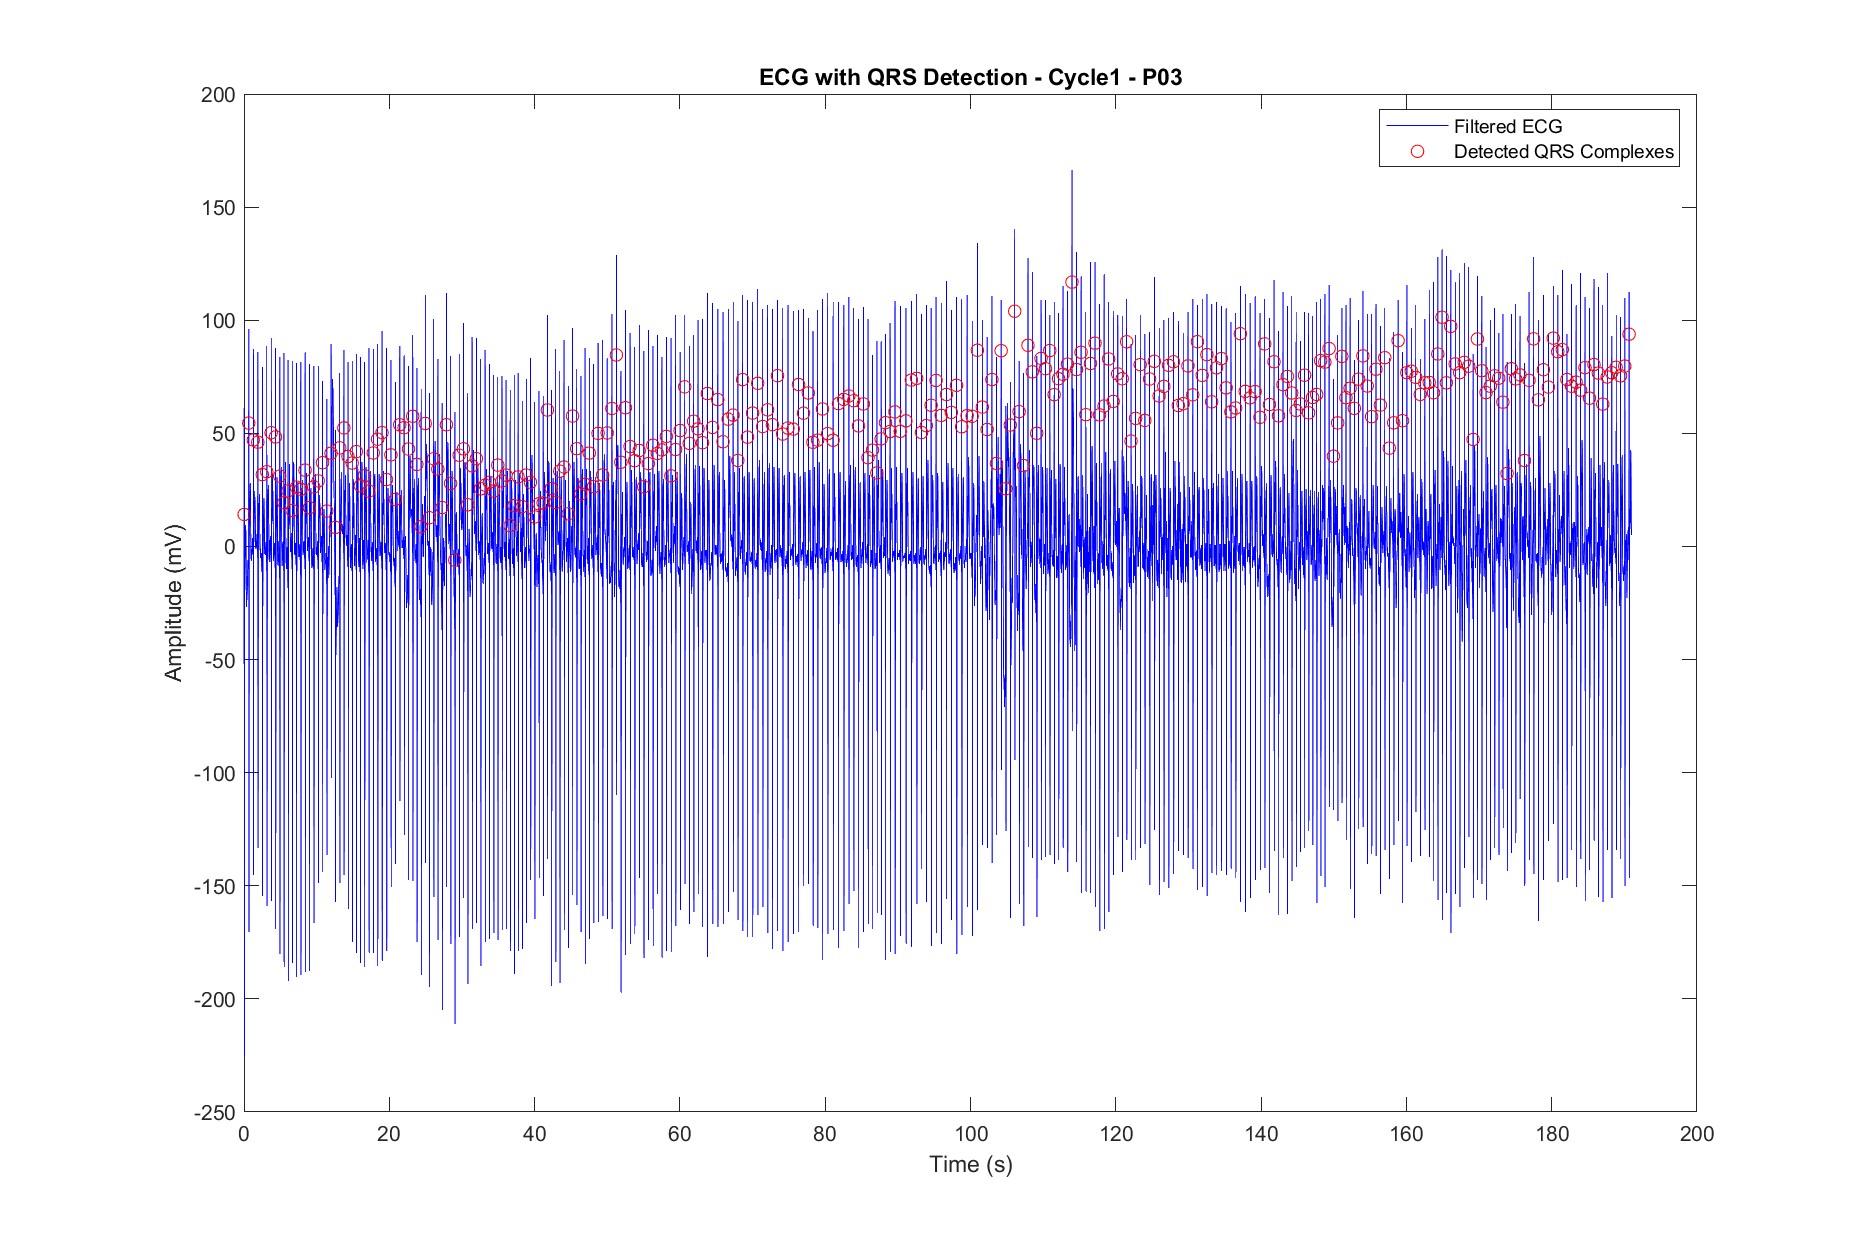 ECG with QRS Detection - Cycle1 - P03
200
150
100
50
0
-50
-100
-150
-200
-250
Amplitude (mV)
Filtered ECG
Detected QRS Complexes
0 20 40 60 80 100 120 140 160 180 200
Time (s)